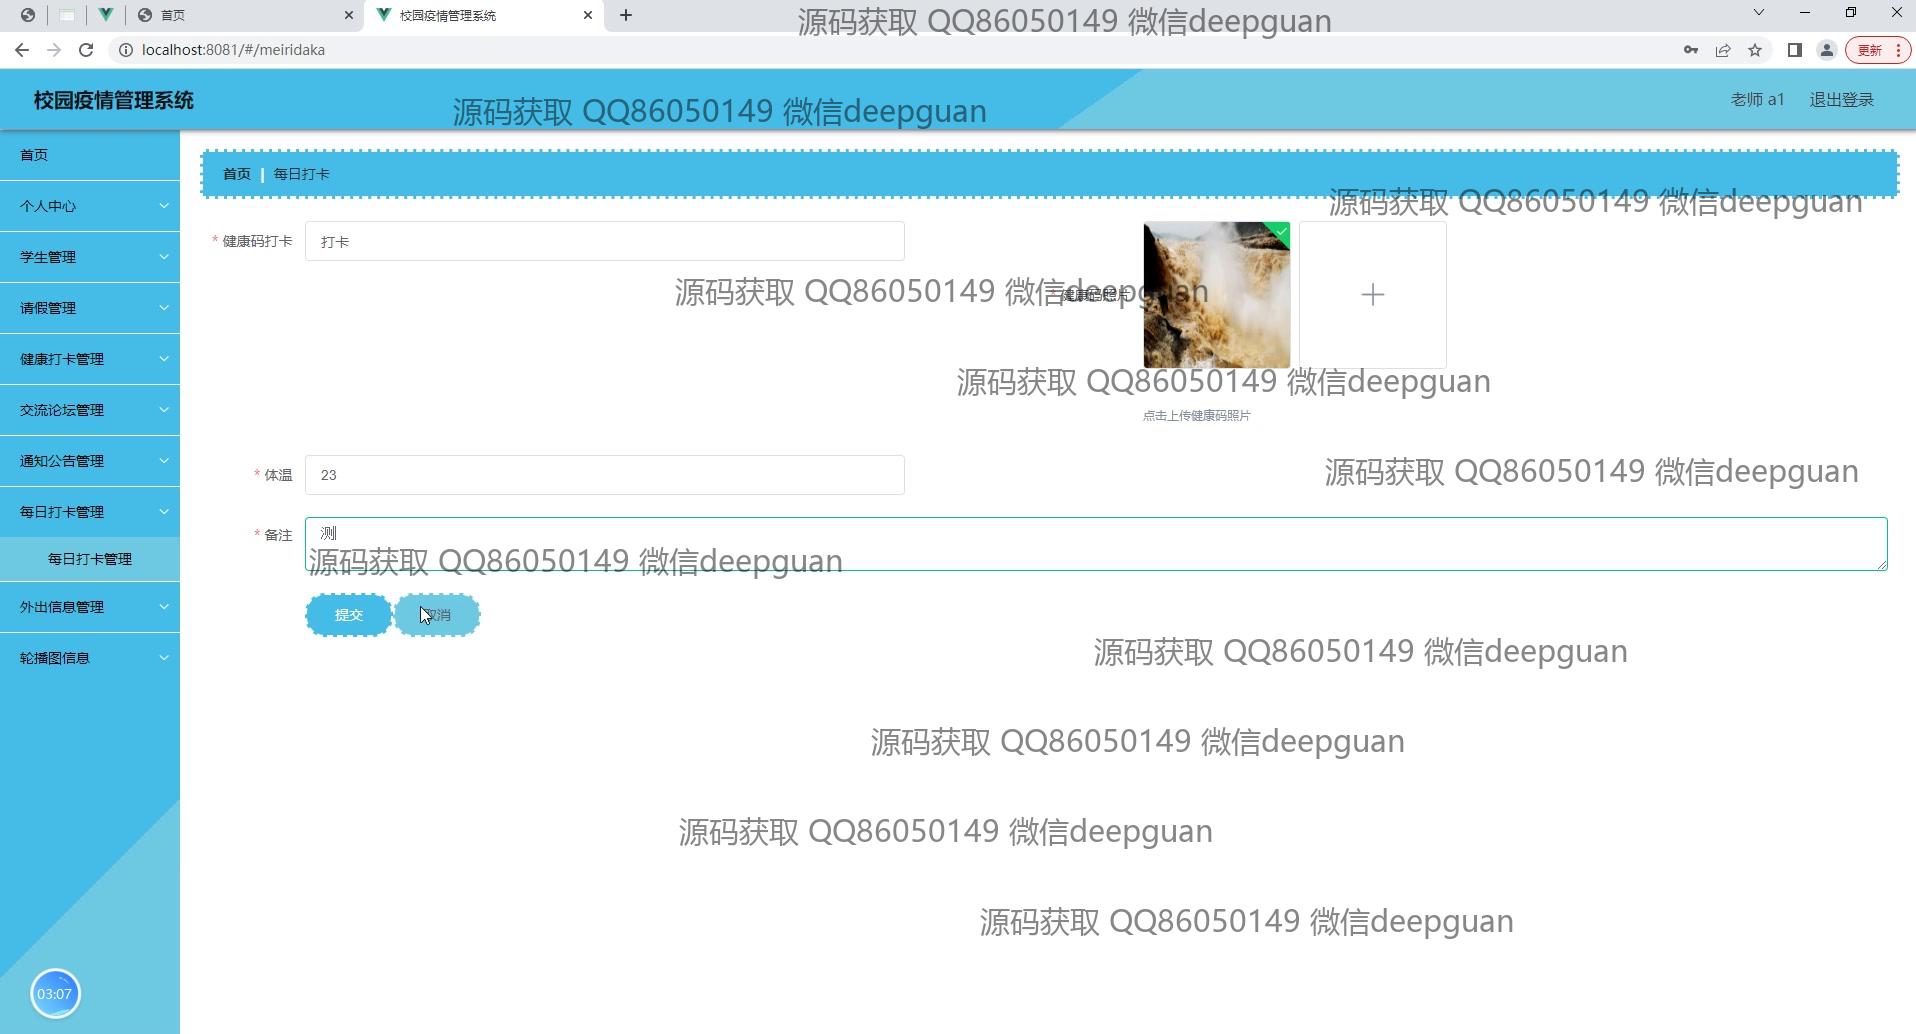 首页
校园疫情管理系统
源码获取 QQ86050149 微信deepguan
localhost:8081/#/meiridaka
更新
校园疫情管理系统
源码获取 QQ86050149 微信deepguan
老师 a1
退出登录
首页
个人中心
学生管理
请假管理
健康打卡管理
交流论坛管理
通知公告管理
每日打卡管理
每日打卡管理
外出信息管理
轮播图信息
03:07
首页 | 每日打卡
源码获取 QQ86050149 微信deepguan
* 健康码打卡
打卡
源码获取 QQ86050149 微信deepguan
* 健康码照片
源码获取 QQ86050149 微信deepguan
点击上传健康码照片
* 体温
23
源码获取 QQ86050149 微信deepguan
* 备注
测
源码获取 QQ86050149 微信deepguan
提交
取消
源码获取 QQ86050149 微信deepguan
源码获取 QQ86050149 微信deepguan
源码获取 QQ86050149 微信deepguan
源码获取 QQ86050149 微信deepguan